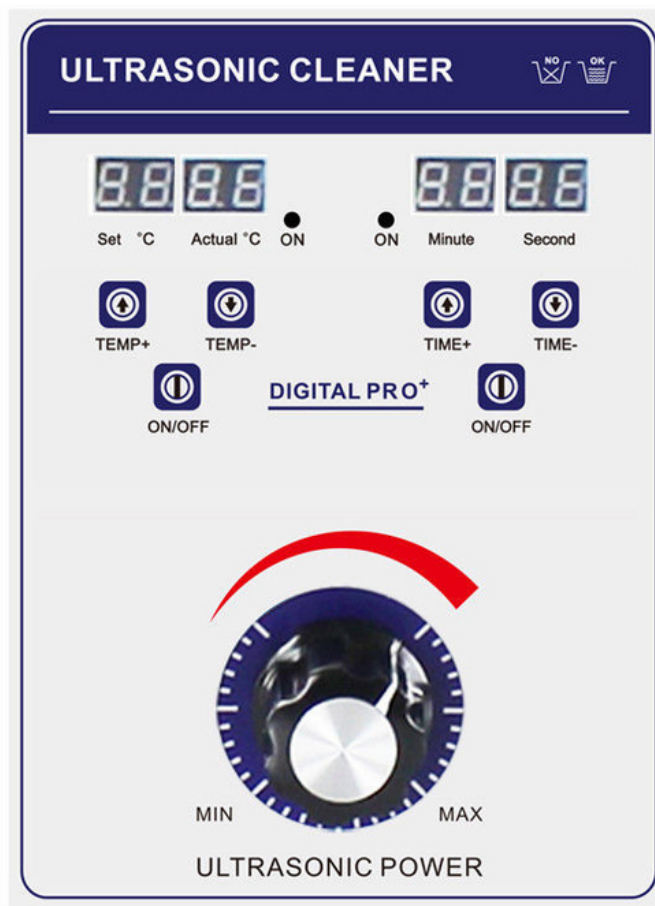 ULTRASONIC CLEANER
NO OK
8.8 8.6 8.8 8.6
Set °C Actual °C ON ON Minute Second
TEMP+ TEMP- TIME+ TIME-
DIGITAL PRO+
ON/OFF ON/OFF
MIN MAX
ULTRASONIC POWER